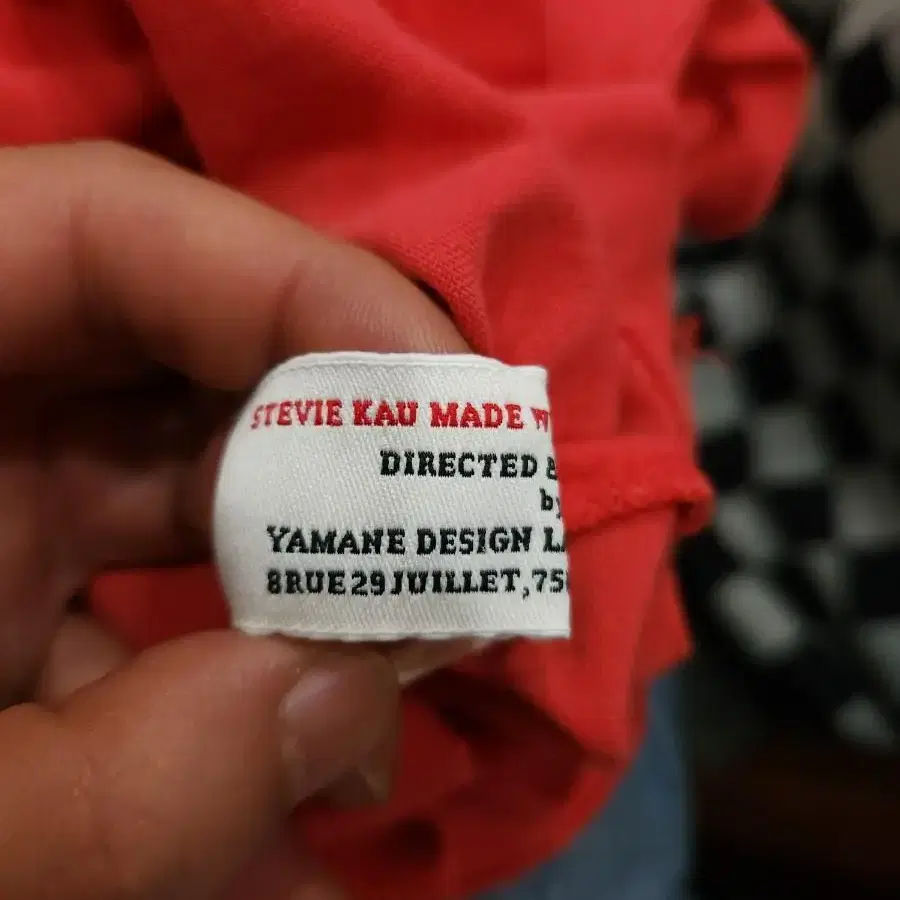 STEVIE KAU MADE W
DIRECTED &
by
YAMANE DESIGN L
8RUE29JUILLET,75